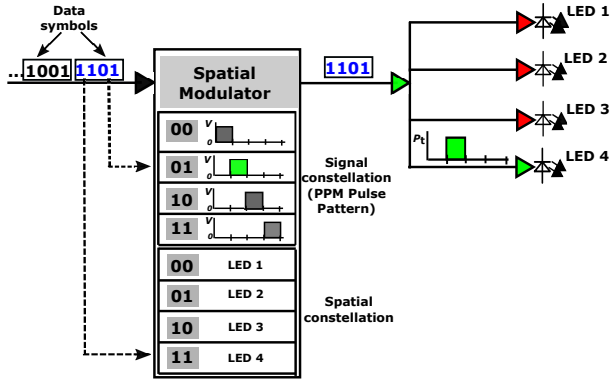 Data
symbols
...1001 1101
Spatial
Modulator
00 V 0
01 V 0
10 V 0
11 V 0
00 LED 1
01 LED 2
10 LED 3
11 LED 4
Signal
constellation
(PPM Pulse
Pattern)
Spatial
constellation
1101
LED 1
LED 2
LED 3
Pt
LED 4